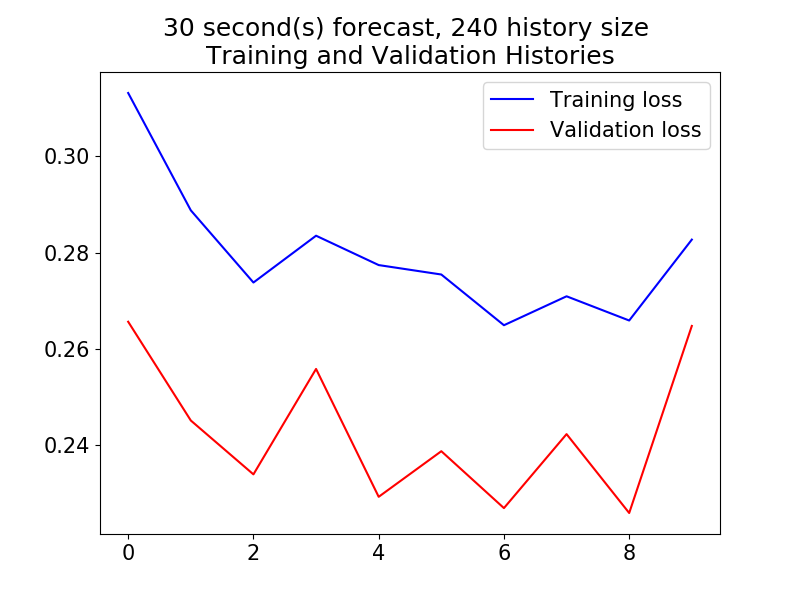 30 second(s) forecast, 240 history size
Training and Validation Histories
Training loss
Validation loss
0.30
0.28
0.26
0.24
0 2 4 6 8